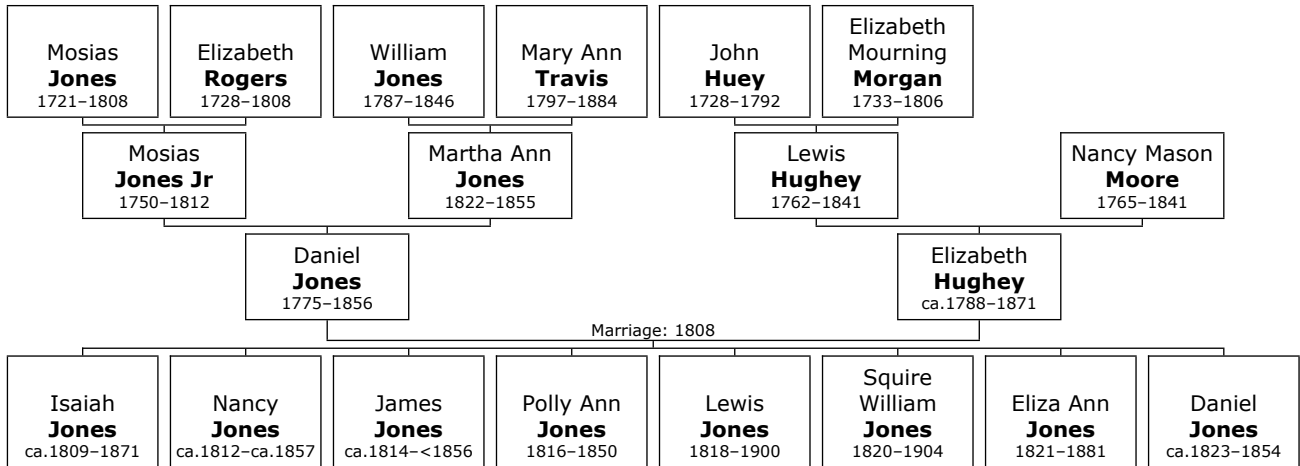 Mosias
Jones
1721–1808
Elizabeth
Rogers
1728–1808
William
Jones
1787–1846
Mary Ann
Travis
1797–1884
John
Huey
1728–1792
Elizabeth
Mourning
Morgan
1733–1806
Mosias
Jones Jr
1750–1812
Martha Ann
Jones
1822–1855
Lewis
Hughey
1762–1841
Nancy Mason
Moore
1765–1841
Daniel
Jones
1775–1856
Elizabeth
Hughey
ca.1788–1871
Marriage: 1808
Isaiah
Jones
ca.1809–1871
Nancy
Jones
ca.1812–ca.1857
James
Jones
ca.1814–<1856
Polly Ann
Jones
1816–1850
Lewis
Jones
1818–1900
Squire
William
Jones
1820–1904
Eliza Ann
Jones
1821–1881
Daniel
Jones
ca.1823–1854